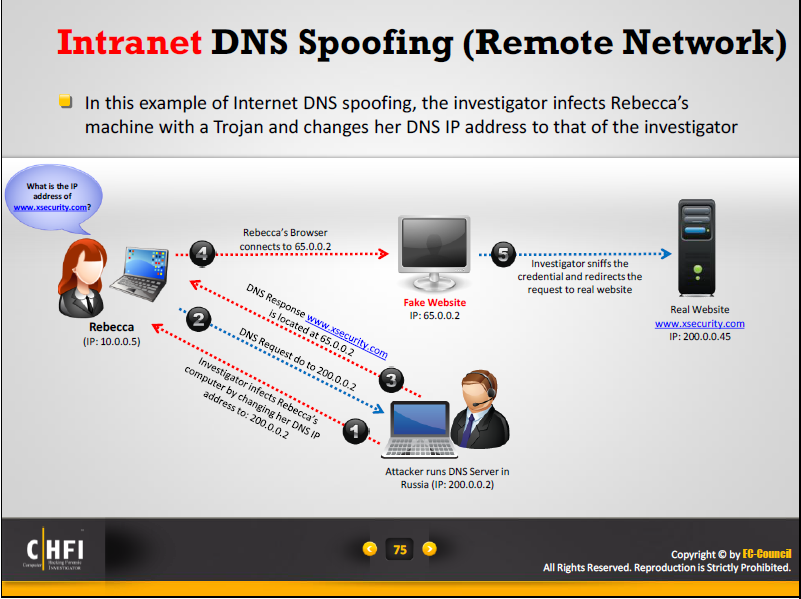 Intranet DNS Spoofing (Remote Network)
In this example of Internet DNS spoofing, the investigator infects Rebecca's
machine with a Trojan and changes her DNS IP address to that of the investigator
What is the IP
address of
www.xsecurity.com?
Rebecca
(IP: 10.0.0.5)
4
Rebecca's Browser
connects to 65.0.0.2
Fake Website
IP: 65.0.0.2
5
Investigator sniffs the
credential and redirects the
request to real website
Real Website
www.xsecurity.com
IP: 200.0.0.45
DNS Response www.xsecurity.com
is located at 65.0.0.2
3
2
DNS Request do to 200.0.0.2
Investigator infects Rebecca's
computer by changing her DNS IP
address to: 200.0.0.2
1
Attacker runs DNS Server in
Russia (IP: 200.0.0.2)
CHFI
Computer Hacking Forensic
INVESTIGATOR
75
Copyright © by EC-Council
All Rights Reserved. Reproduction is Strictly Prohibited.